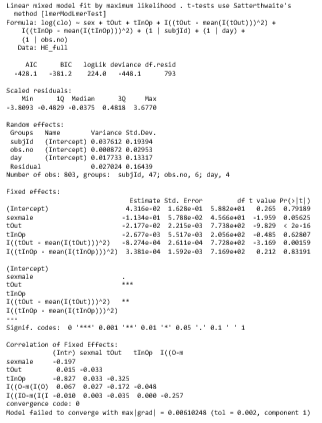 Linear mixed model fit by maximum likelihood . t-tests use Satterthwaite's
method [lmerModLmerTest]
Formula: log(clo) ~ sex + tOut + tInOp + I((tOut - mean(I(tOut)))^2) +
I((tInOp - mean(I(tInOp)))^2) + (1 | subjId) + (1 | day) +
(1 | obs.no)
Data: HE_full
AIC BIC logLik deviance df.resid
-428.1 -381.2 224.0 -448.1 793
Scaled residuals:
Min 1Q Median 3Q Max
-3.8093 -0.4829 -0.0375 0.4818 3.6770
Random effects:
Groups Name Variance Std.Dev.
subjId (Intercept) 0.037612 0.19394
obs.no (Intercept) 0.000872 0.02953
day (Intercept) 0.017733 0.13317
Residual 0.027024 0.16439
Number of obs: 803, groups: subjId, 47; obs.no, 6; day, 4
Fixed effects:
Estimate Std. Error df t value Pr(>|t|)
(Intercept) 4.316e-02 1.628e-01 5.882e+01 0.265 0.79189
sexmale -1.134e-01 5.788e-02 4.566e+01 -1.959 0.05625
tOut -2.177e-02 2.215e-03 7.738e+02 -9.829 < 2e-16
tInOp -2.677e-03 5.517e-03 2.056e+02 -0.485 0.62807
I((tOut - mean(I(tOut)))^2) -8.274e-04 2.611e-04 7.728e+02 -3.169 0.00159
I((tInOp - mean(I(tInOp)))^2) 3.381e-04 1.592e-03 7.169e+02 0.212 0.83191
(Intercept)
sexmale .
tOut ***
tInOp
I((tOut - mean(I(tOut)))^2) **
I((tInOp - mean(I(tInOp)))^2)
---
Signif. codes: 0 '***' 0.001 '**' 0.01 '*' 0.05 '.' 0.1 ' ' 1
Correlation of Fixed Effects:
(Intr) sexmal tOut tInOp I((O-m
sexmale -0.197
tOut 0.015 -0.033
tInOp -0.827 0.033 -0.325
I((O-m(I(O) 0.067 0.027 -0.172 -0.048
I((IO-m(I(I -0.010 0.003 -0.035 0.000 -0.257
convergence code: 0
Model failed to converge with max|grad| = 0.00610248 (tol = 0.002, component 1)